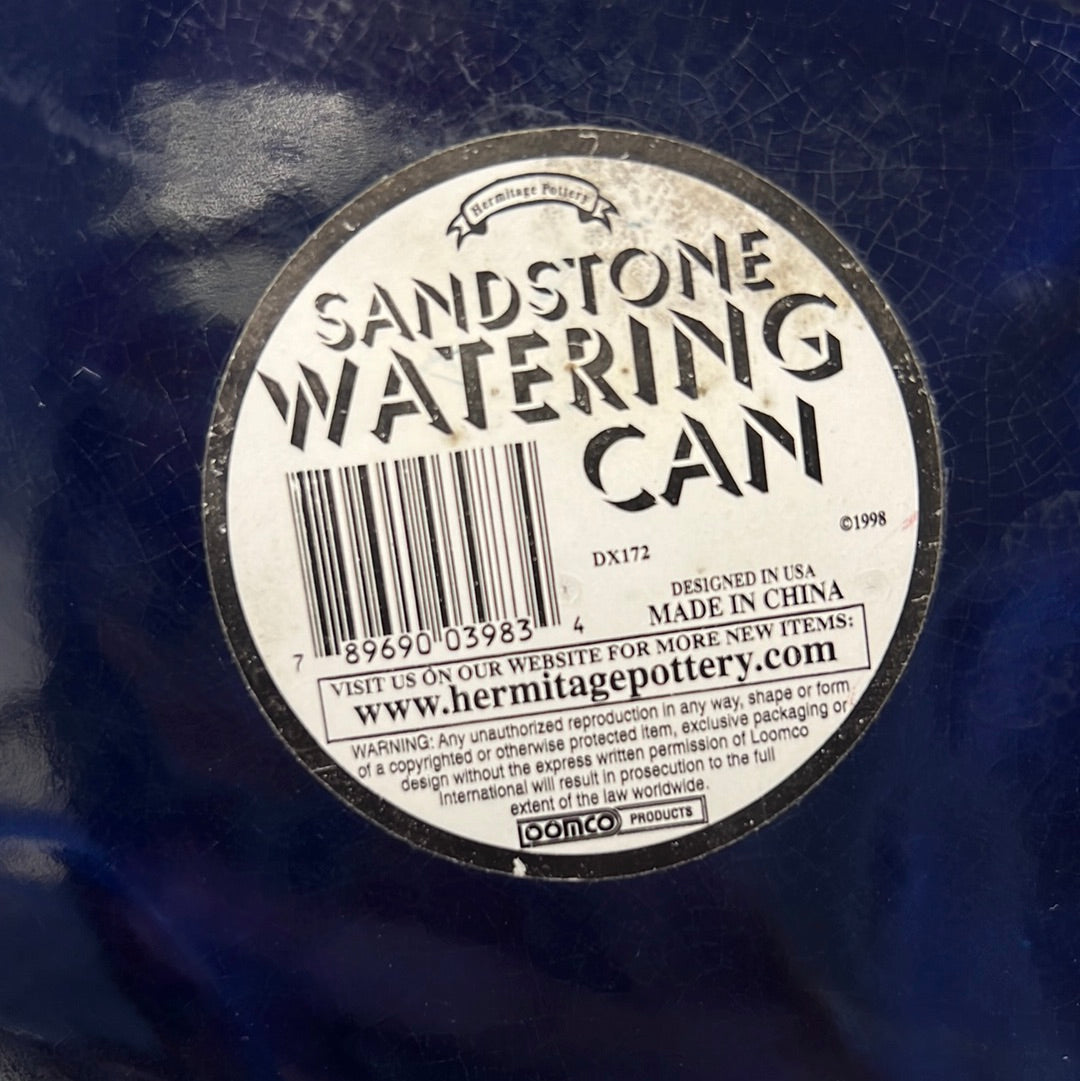 Hermitage Pottery
SANDSTONE
WATERING
CAN
©1998
DX172
DESIGNED IN USA
MADE IN CHINA
7 89690 03983 4
VISIT US ON OUR WEBSITE FOR MORE NEW ITEMS:
www.hermitagepottery.com
WARNING: Any unauthorized reproduction in any way, shape or form
of a copyrighted or otherwise protected item, exclusive packaging or
design without the express written permission of Loomco
International will result in prosecution to the full
extent of the law worldwide.
LOOMCO PRODUCTS